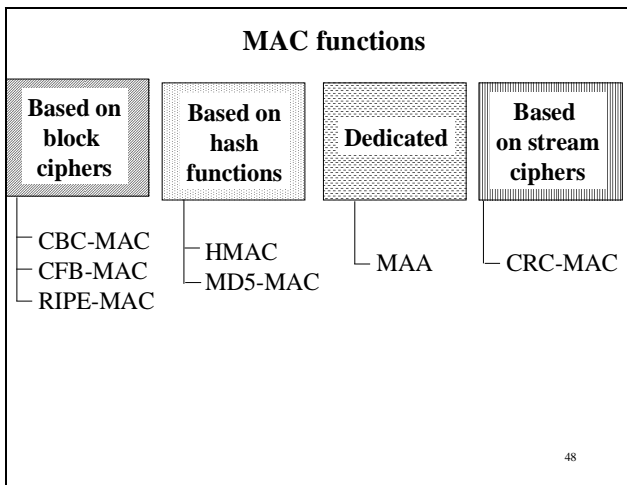 MAC functions
Based on
block
ciphers
Based on
hash
functions
Dedicated
Based
on stream
ciphers
CBC-MAC
CFB-MAC
RIPE-MAC
HMAC
MD5-MAC
MAA
CRC-MAC
48